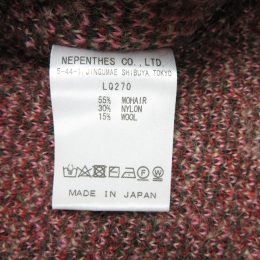 NEPENTHES CO., LTD.
5-44-1, JINGUMAE SHIBUYA, TOKYO
LQ270
55% MOHAIR
30% NYLON
15% WOOL
MADE IN JAPAN